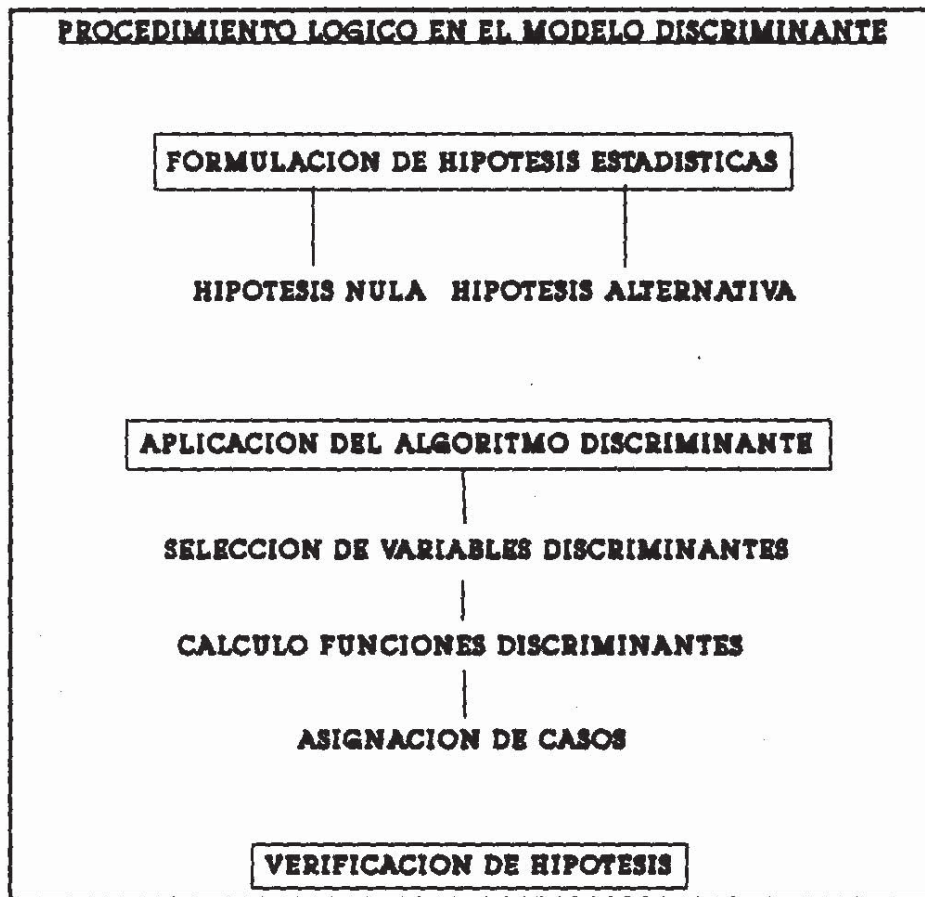 PROCEDIMIENTO LOGICO EN EL MODELO DISCRIMINANTE
FORMULACION DE HIPOTESIS ESTADISTICAS
HIPOTESIS NULA HIPOTESIS ALTERNATIVA
APLICACION DEL ALGORITMO DISCRIMINANTE
SELECCION DE VARIABLES DISCRIMINANTES
CALCULO FUNCIONES DISCRIMINANTES
ASIGNACION DE CASOS
VERIFICACION DE HIPOTESIS